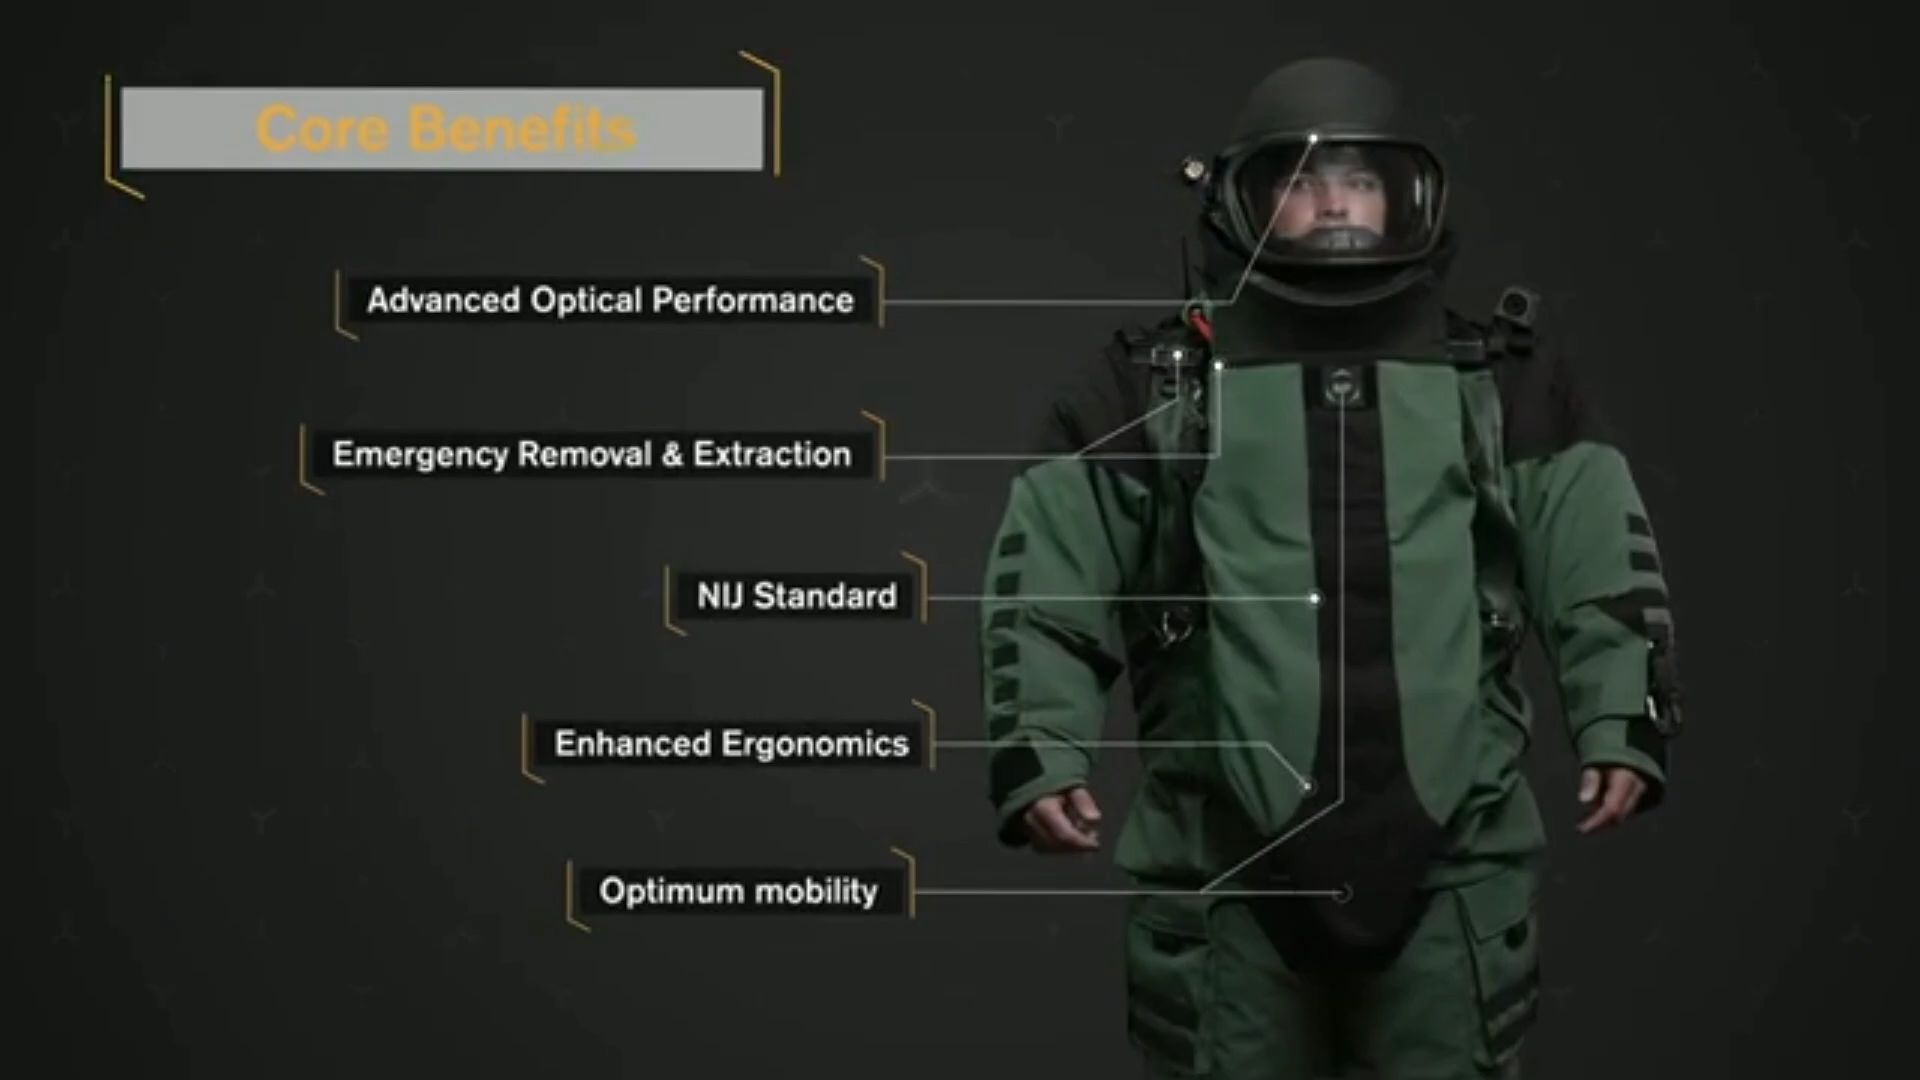 Core Benefits
Advanced Optical Performance
Emergency Removal & Extraction
NIJ Standard
Enhanced Ergonomics
Optimum mobility